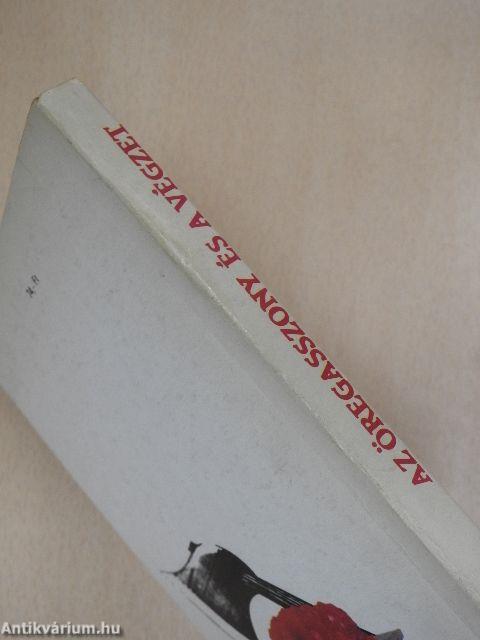 AZ ÖREGASSZONY ÉS A VÉGZET
Antikvárium.hu